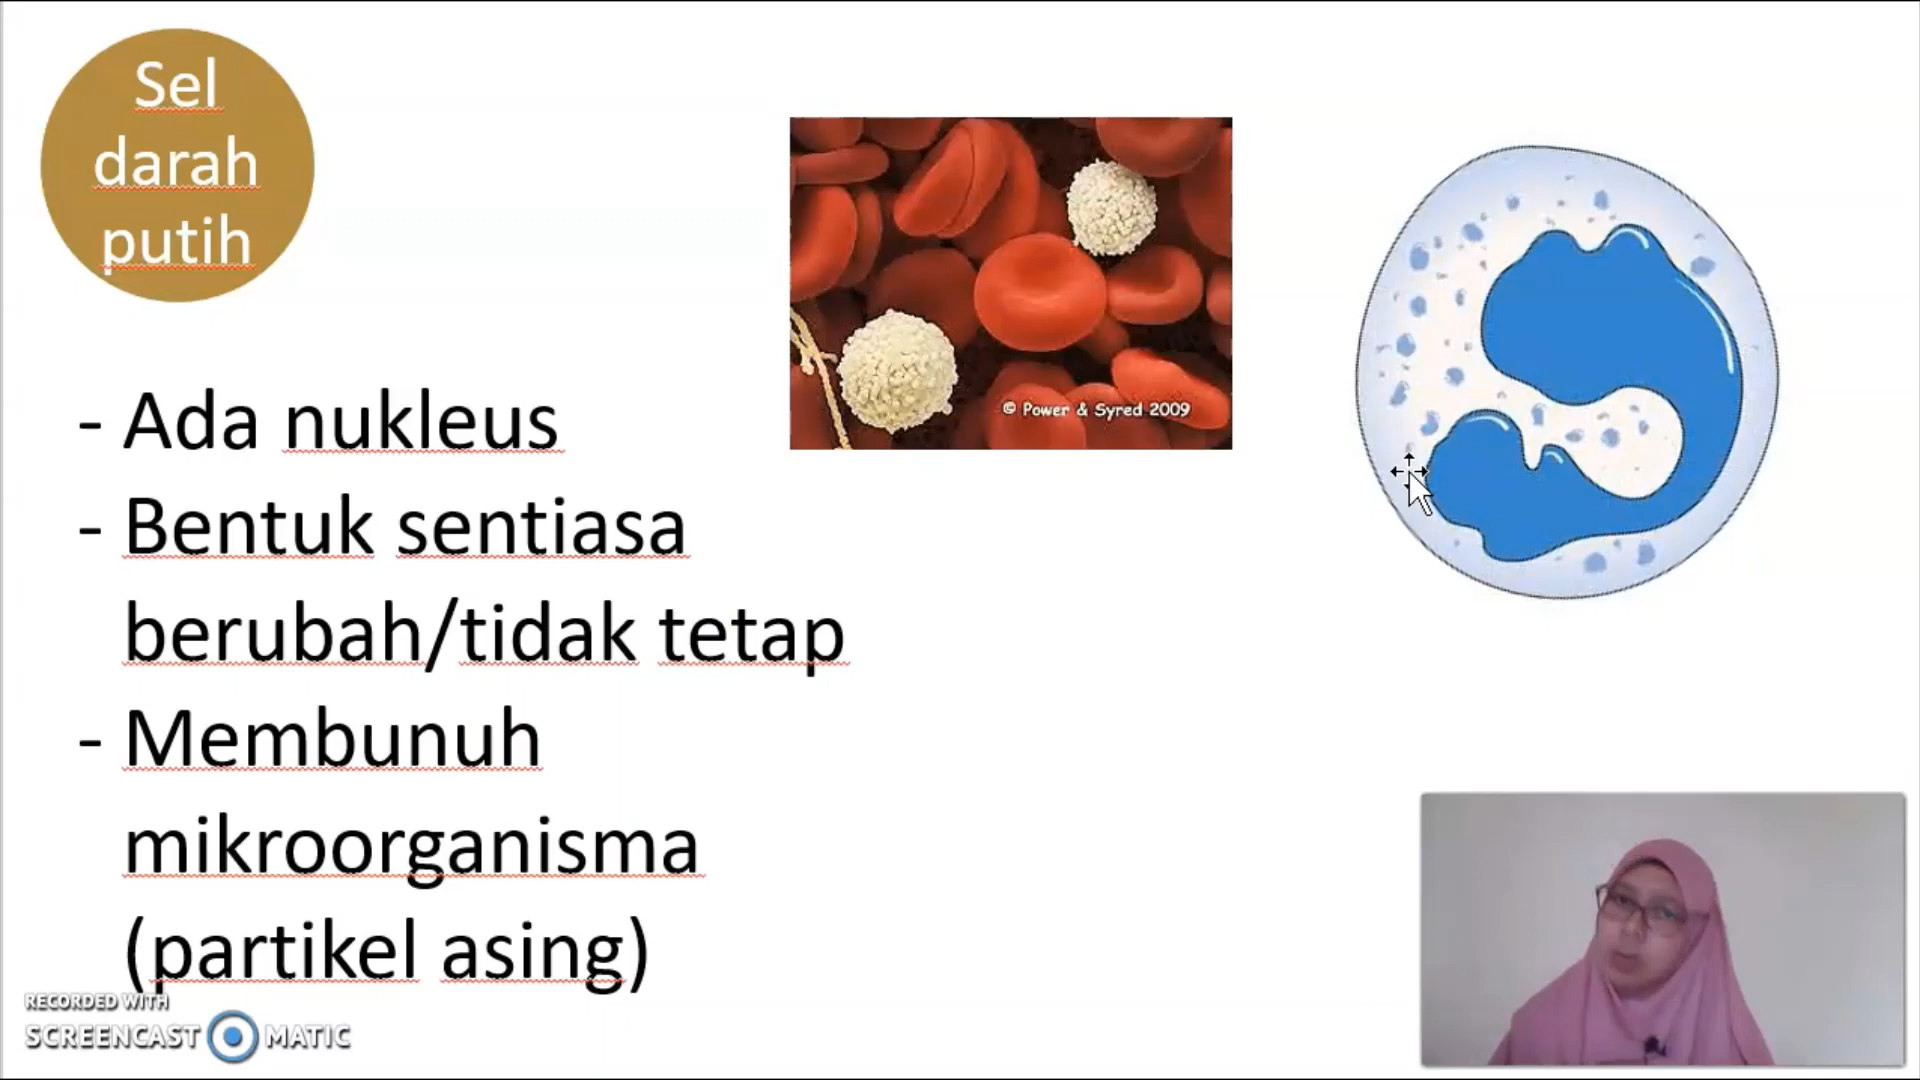 Sel
darah
putih
© Power & Syred 2009
- Ada nukleus
- Bentuk sentiasa
berubah/tidak tetap
- Membunuh
mikroorganisma
(partikel asing)
RECORDED WITH
SCREENCAST MATIC